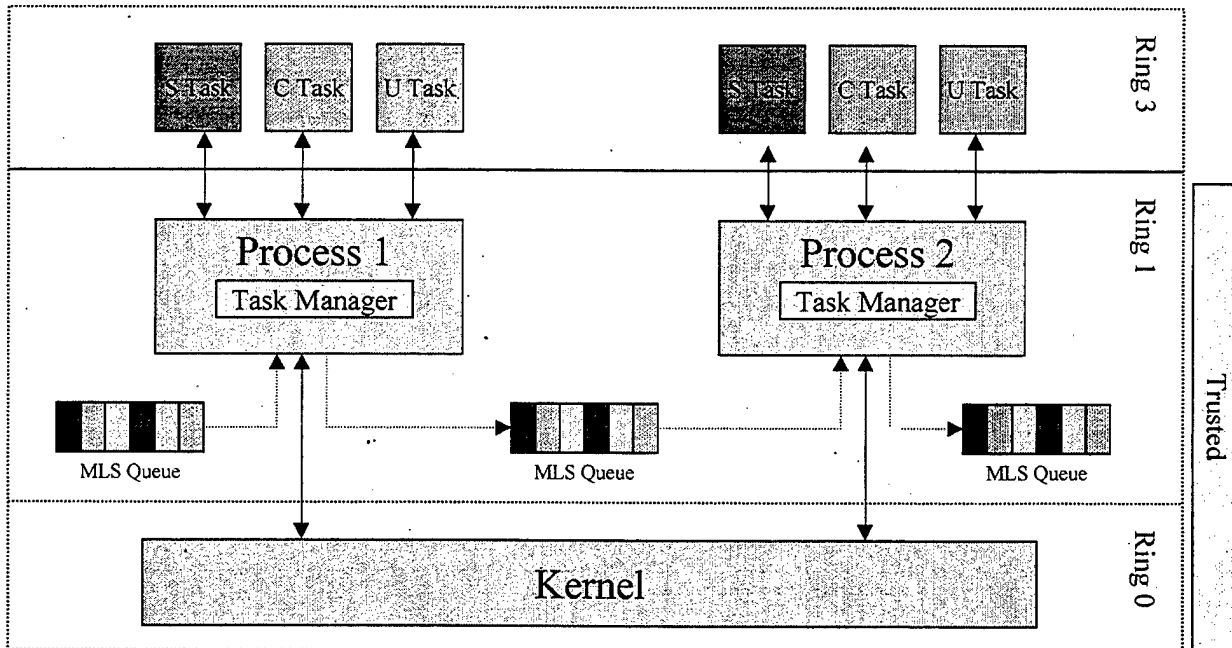 S Task
C Task
U Task
S Task
C Task
U Task
Ring 3
Process 1
Task Manager
Process 2
Task Manager
Ring 1
MLS Queue
MLS Queue
MLS Queue
Trusted
Kernel
Ring 0